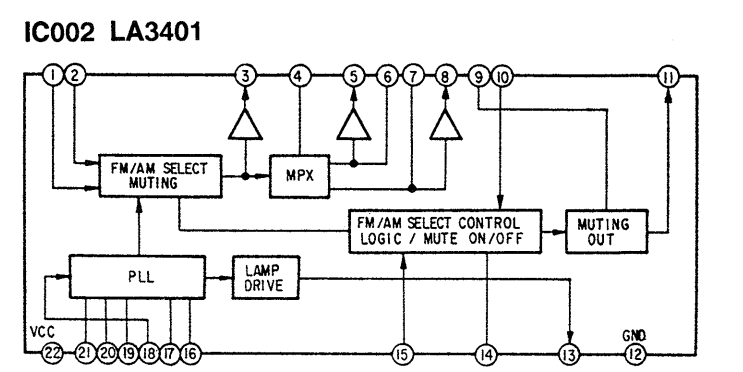 IC002 LA3401
1 2 3 4 5 6 7 8 9 10 11
FM/AM SELECT
MUTING
MPX
FM/AM SELECT CONTROL
LOGIC / MUTE ON/OFF
MUTING
OUT
PLL
LAMP
DRIVE
VCC
GND
22 21 20 19 18 17 16 15 14 13 12